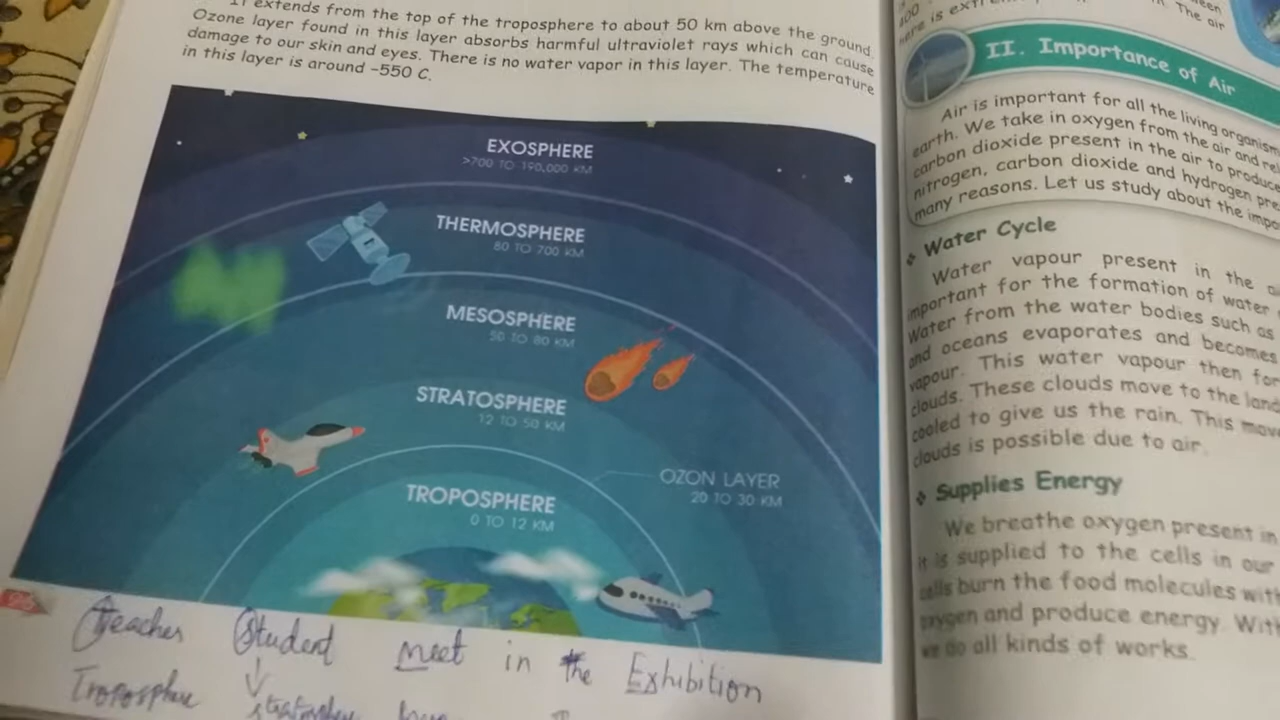 It extends from the top of the troposphere to about 50 km above the ground.
Ozone layer found in this layer absorbs harmful ultraviolet rays which can cause
damage to our skin and eyes. There is no water vapor in this layer. The temperature
in this layer is around -550 C.
EXOSPHERE
>700 TO 190,000 KM
THERMOSPHERE
80 TO 700 KM
MESOSPHERE
50 TO 80 KM
STRATOSPHERE
12 TO 50 KM
OZON LAYER
20 TO 30 KM
TROPOSPHERE
0 TO 12 KM
Teacher Student meet in the Exhibition
Troposphere Stratosphere
The air
II. Importance of Air
Air is important for all the living organism
earth. We take in oxygen from the air and rel
carbon dioxide present in the air to produce
nitrogen, carbon dioxide and hydrogen pre
many reasons. Let us study about the impo
❖ Water Cycle
Water vapour present in the a
important for the formation of water
Water from the water bodies such as
and oceans evaporates and becomes
vapour. This water vapour then for
clouds. These clouds move to the land
cooled to give us the rain. This mov
clouds is possible due to air.
❖ Supplies Energy
We breathe oxygen present in
it is supplied to the cells in our
cells burn the food molecules with
oxygen and produce energy. With
we do all kinds of works.